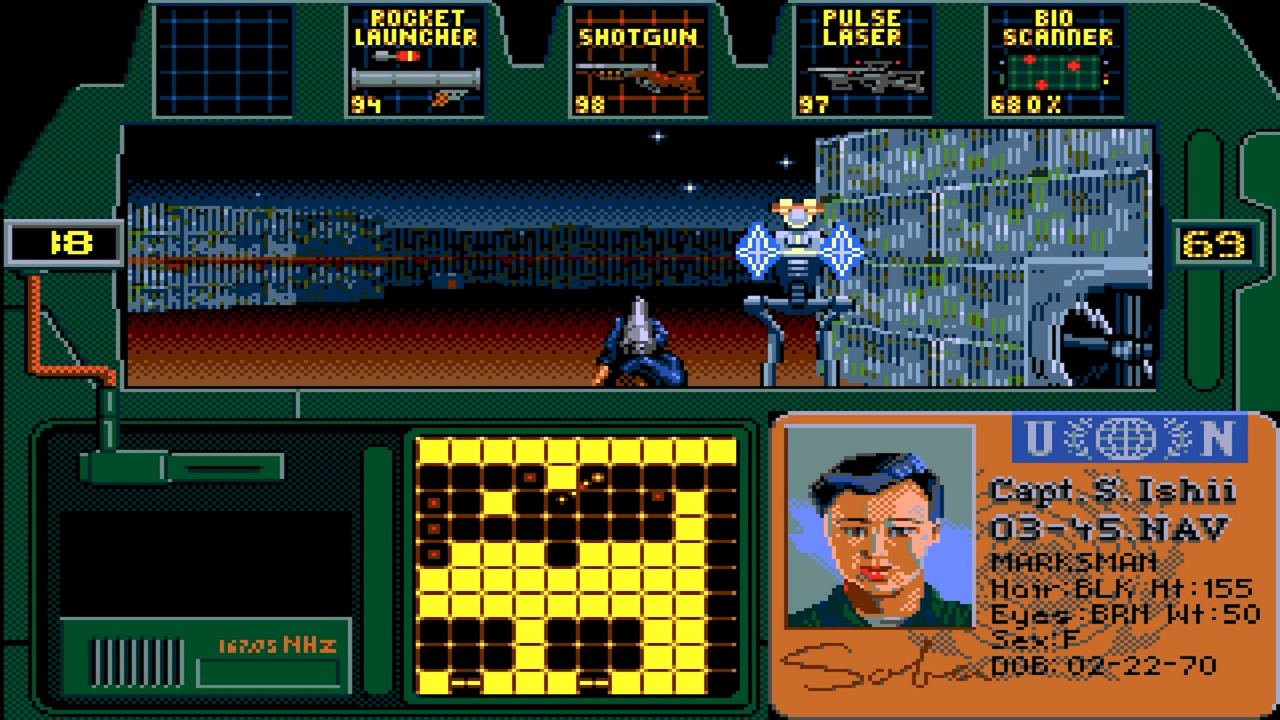 ROCKET
LAUNCHER
94
SHOTGUN
98
PULSE
LASER
97
BIO
SCANNER
680%
18
69
167.05 MHz
U N
Capt. S. Ishii
03-45.NAV
MARKSMAN
Hair:BLK Ht:155
Eyes:BRN Wt:50
Sex:F
DOB:02-22-70